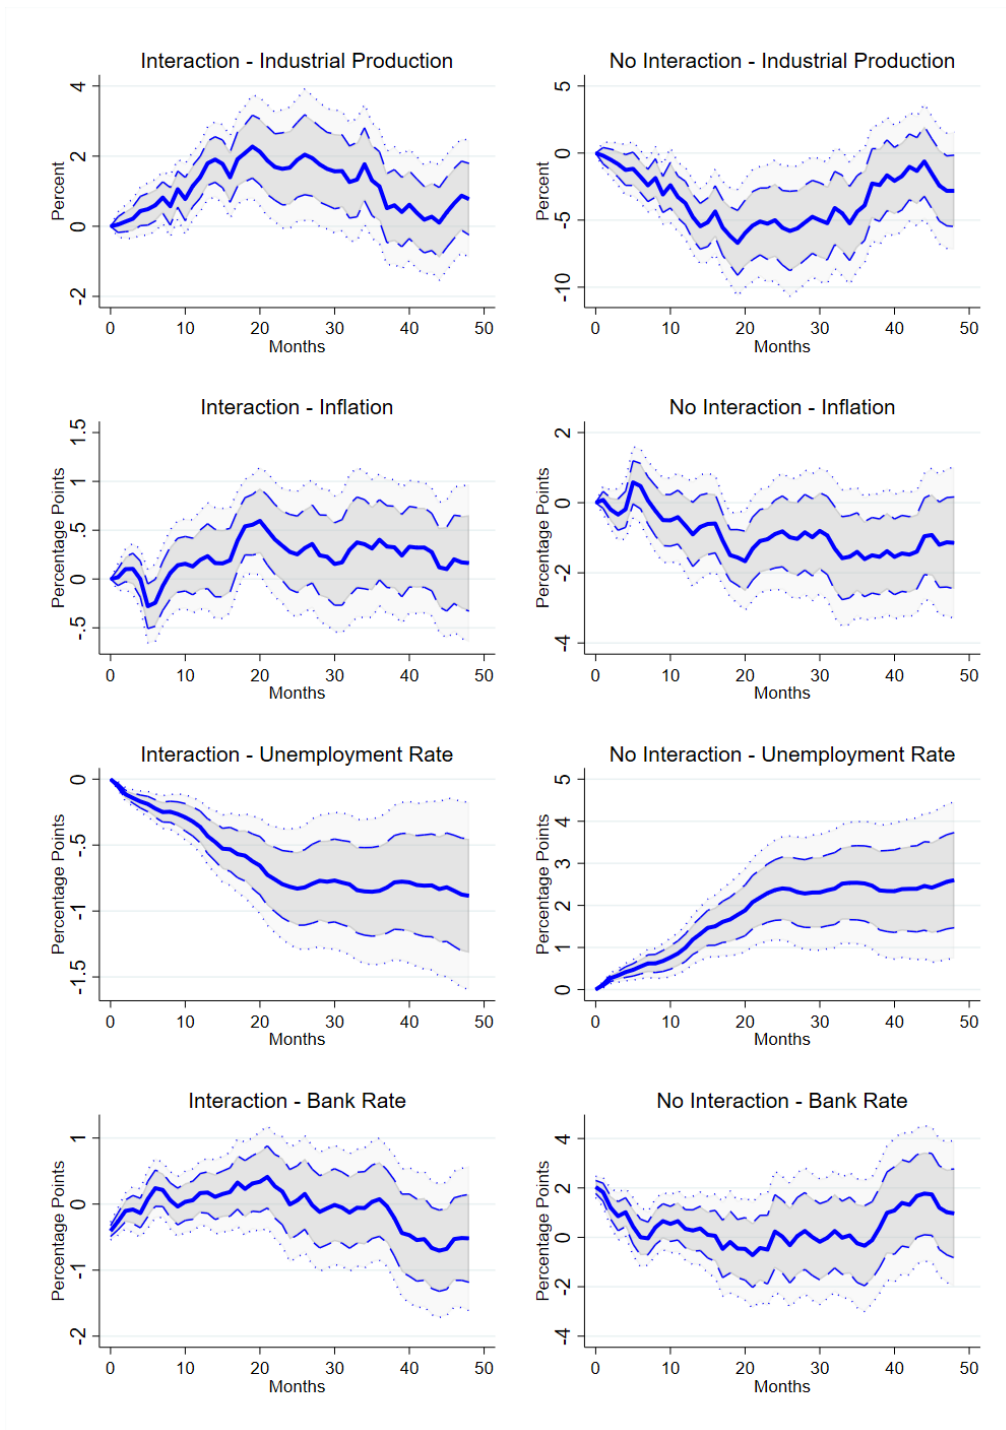 Interaction - Industrial Production
Percent
4
2
0
-2
0 10 20 30 40 50
Months
No Interaction - Industrial Production
Percent
5
0
-5
-10
0 10 20 30 40 50
Months
Interaction - Inflation
Percentage Points
1.5
1
.5
0
-.5
0 10 20 30 40 50
Months
No Interaction - Inflation
Percentage Points
2
0
-2
-4
0 10 20 30 40 50
Months
Interaction - Unemployment Rate
Percentage Points
0
-.5
-1
-1.5
0 10 20 30 40 50
Months
No Interaction - Unemployment Rate
Percentage Points
5
4
3
2
1
0
0 10 20 30 40 50
Months
Interaction - Bank Rate
Percentage Points
1
0
-1
-2
0 10 20 30 40 50
Months
No Interaction - Bank Rate
Percentage Points
4
2
0
-2
-4
0 10 20 30 40 50
Months